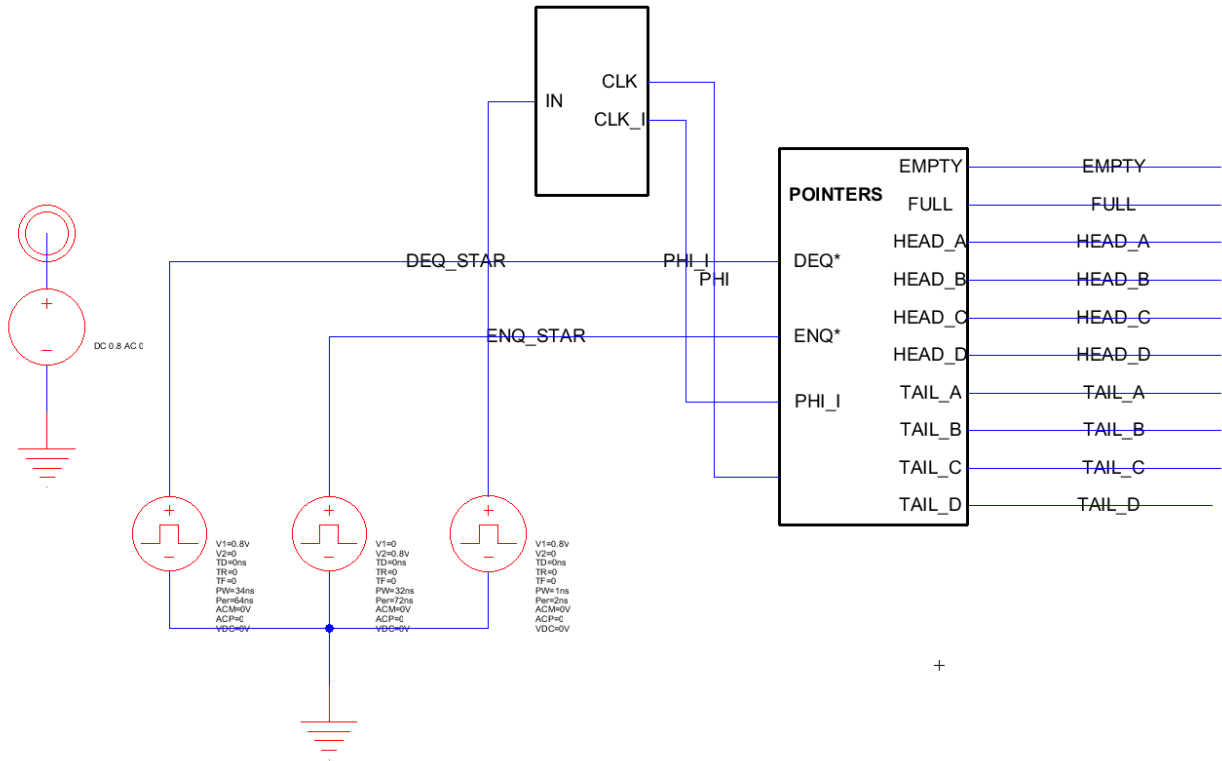 CLK
IN
CLK_I
EMPTY
EMPTY
POINTERS
FULL
FULL
HEAD_A
HEAD_A
DEQ_STAR
PHI_I
DEQ*
PHI
HEAD_B
HEAD_B
HEAD_C
HEAD_C
ENQ_STAR
ENQ*
DC 0.8 AC 0
HEAD_D
HEAD_D
TAIL_A
TAIL_A
PHI_I
TAIL_B
TAIL_B
TAIL_C
TAIL_C
TAIL_D
TAIL_D
V1=0.8V
V2=0
TD=0ns
TR=0
TF=0
PW=34ns
Per=64ns
ACM=0V
ACP=0
VDC=0V
V1=0
V2=0.8V
TD=0ns
TR=0
TF=0
PW=32ns
Per=72ns
ACM=0V
ACP=0
VDC=0V
V1=0.8V
V2=0
TD=0ns
TR=0
TF=0
PW=1ns
Per=2ns
ACM=0V
ACP=0
VDC=0V